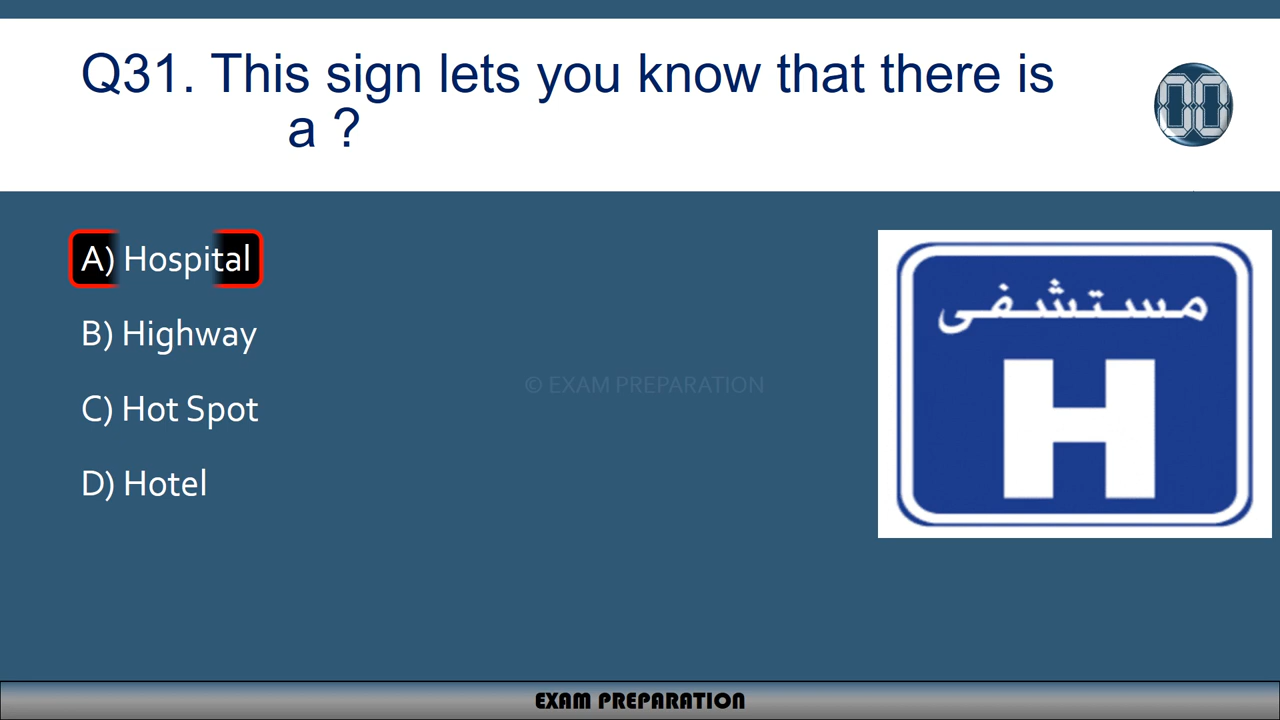 Q31. This sign lets you know that there is
a ?
00
A) Hospital
B) Highway
C) Hot Spot
D) Hotel
مستشفى
H
© EXAM PREPARATION
EXAM PREPARATION